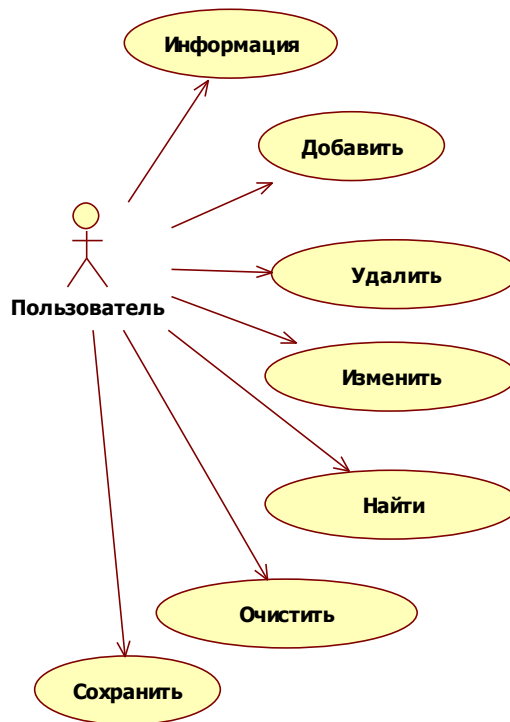 Информация
Добавить
Удалить
Пользователь
Изменить
Найти
Очистить
Сохранить